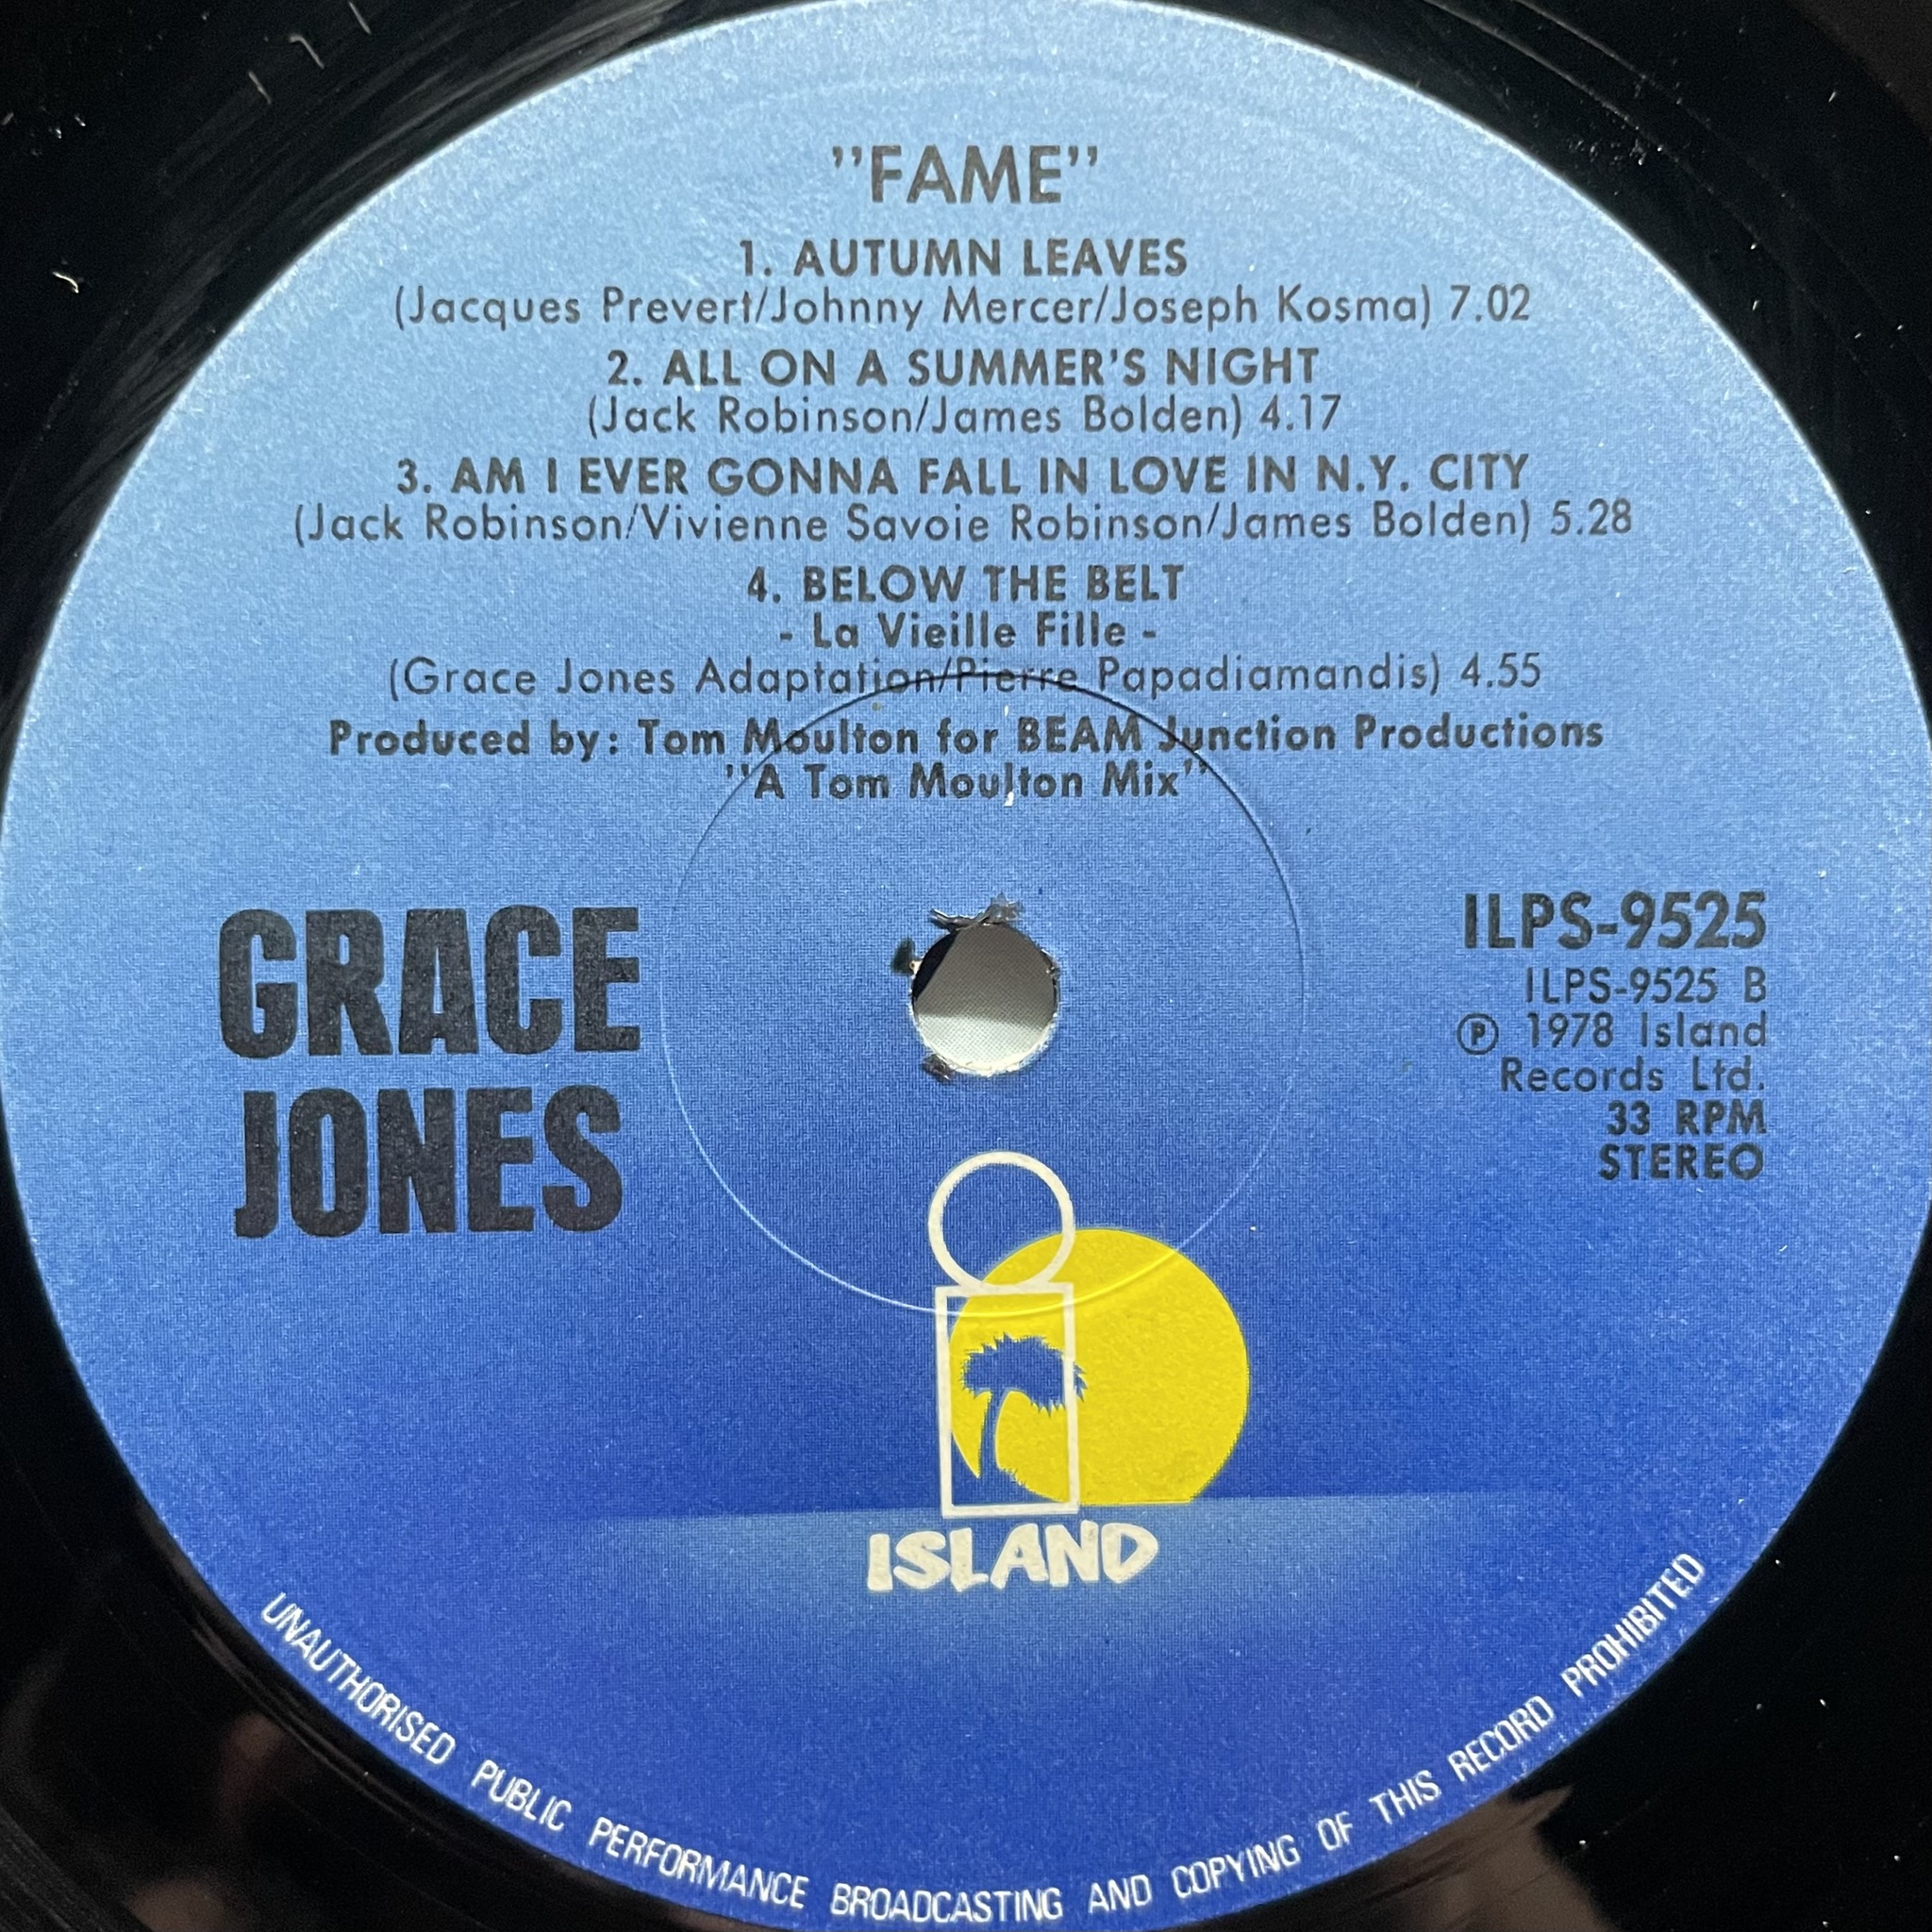 "FAME"
1. AUTUMN LEAVES
(Jacques Prevert/Johnny Mercer/Joseph Kosma) 7.02
2. ALL ON A SUMMER'S NIGHT
(Jack Robinson/James Bolden) 4.17
3. AM I EVER GONNA FALL IN LOVE IN N.Y. CITY
(Jack Robinson/Vivienne Savoie Robinson/James Bolden) 5.28
4. BELOW THE BELT
- La Vieille Fille -
(Grace Jones Adaptation/Pierre Papadiamandis) 4.55
Produced by: Tom Moulton for BEAM Junction Productions
"A Tom Moulton Mix"
GRACE
JONES
ILPS-9525
ILPS-9525 B
℗ 1978 Island
Records Ltd.
33 RPM
STEREO
ISLAND
UNAUTHORISED PUBLIC PERFORMANCE BROADCASTING AND COPYING OF THIS RECORD PROHIBITED